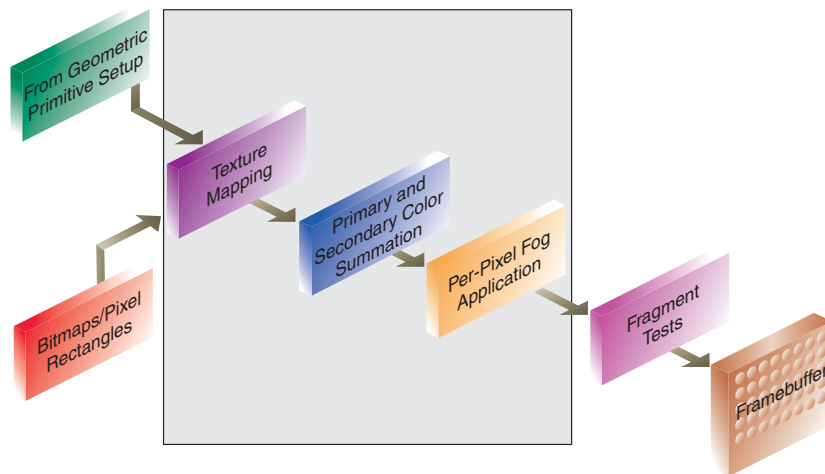 From Geometric
Primitive Setup
Texture
Mapping
Primary and
Secondary Color
Summation
Per-Pixel Fog
Application
Bitmaps/Pixel
Rectangles
Fragment
Tests
Framebuffer